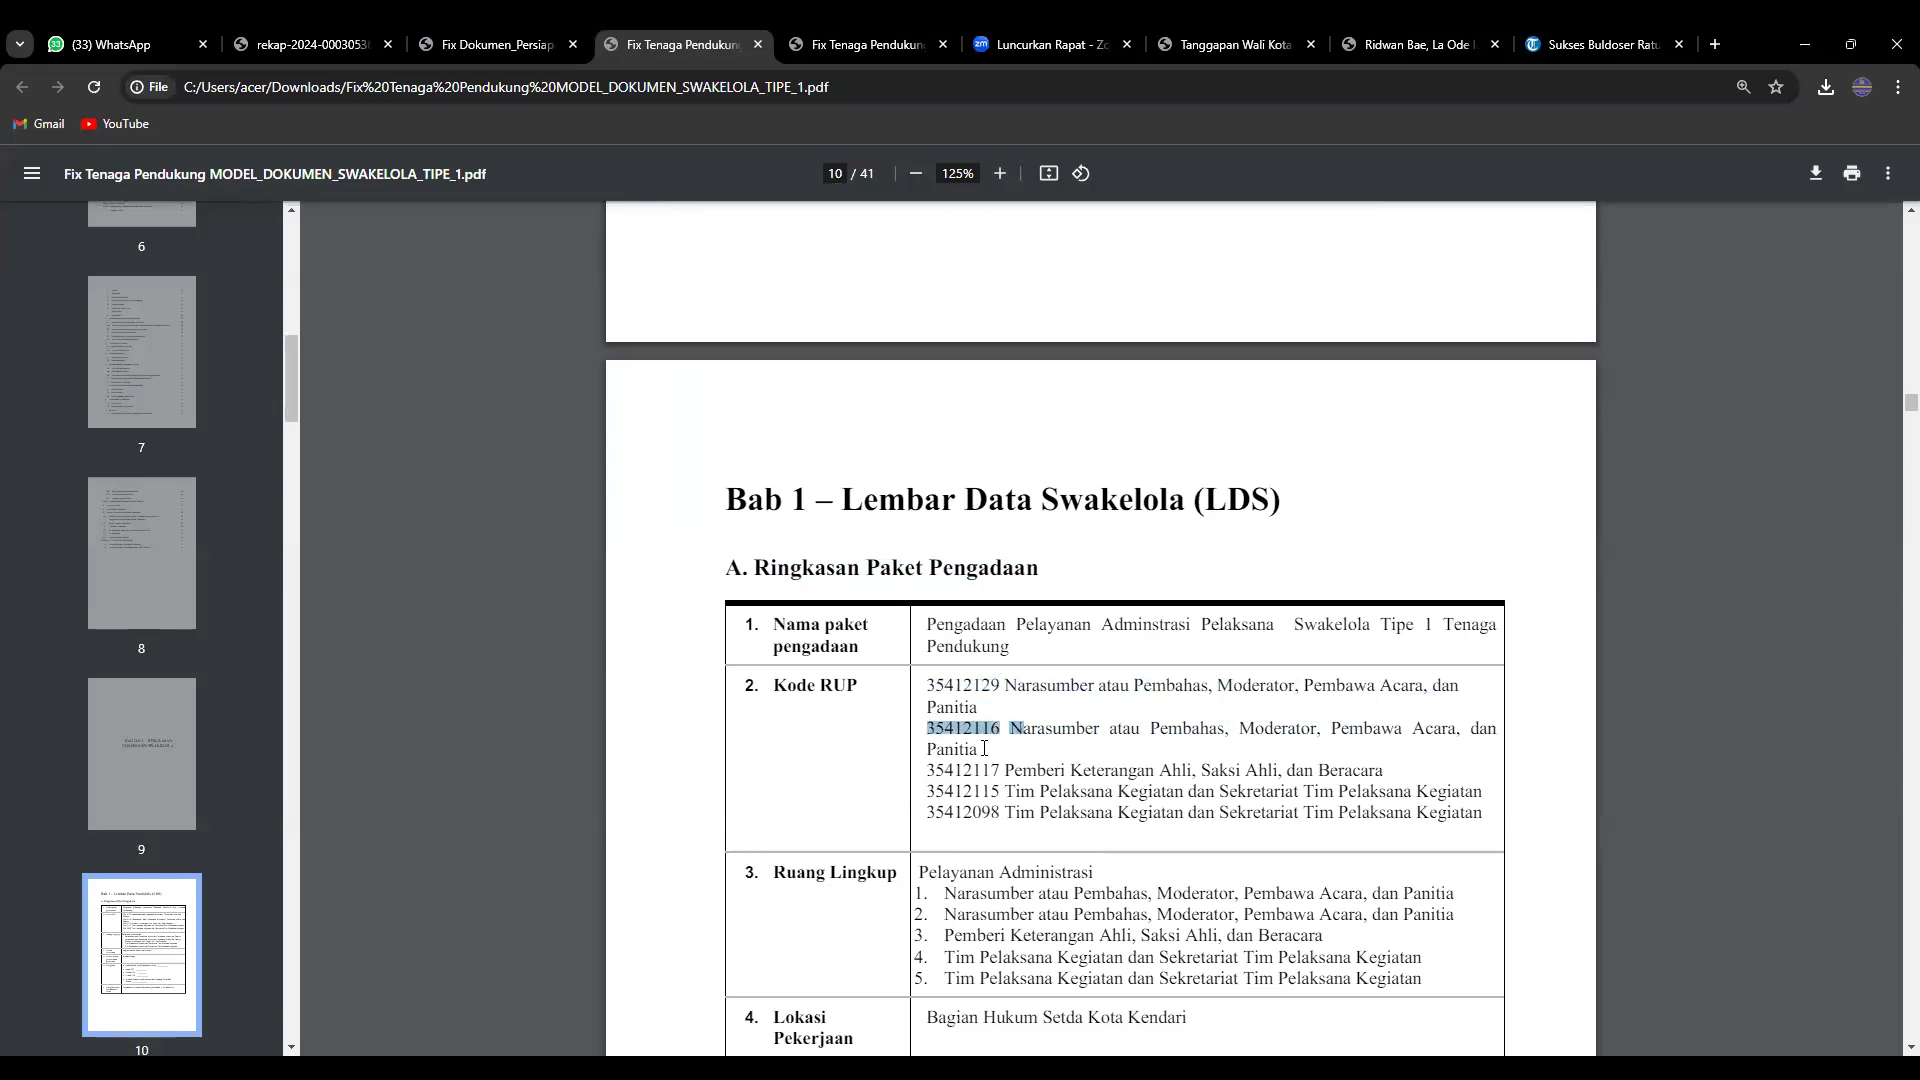 (33) WhatsApp
rekap-2024-00030536
Fix Dokumen_Persiap
Fix Tenaga Pendukung
Fix Tenaga Pendukung
zm Luncurkan Rapat - Zo
Tanggapan Wali Kota
Ridwan Bae, La Ode
Sukses Buldoser Ratu
File
C:/Users/acer/Downloads/Fix%20Tenaga%20Pendukung%20MODEL_DOKUMEN_SWAKELOLA_TIPE_1.pdf
Gmail
YouTube
Fix Tenaga Pendukung MODEL_DOKUMEN_SWAKELOLA_TIPE_1.pdf
10 / 41
125%
6
7
8
9
10
Bab 1 – Lembar Data Swakelola (LDS)
A. Ringkasan Paket Pengadaan
1. Nama paket pengadaan
Pengadaan Pelayanan Adminstrasi Pelaksana Swakelola Tipe 1 Tenaga
Pendukung
2. Kode RUP
35412129 Narasumber atau Pembahas, Moderator, Pembawa Acara, dan
Panitia
35412116 Narasumber atau Pembahas, Moderator, Pembawa Acara, dan
Panitia
35412117 Pemberi Keterangan Ahli, Saksi Ahli, dan Beracara
35412115 Tim Pelaksana Kegiatan dan Sekretariat Tim Pelaksana Kegiatan
35412098 Tim Pelaksana Kegiatan dan Sekretariat Tim Pelaksana Kegiatan
3. Ruang Lingkup
Pelayanan Administrasi
1. Narasumber atau Pembahas, Moderator, Pembawa Acara, dan Panitia
2. Narasumber atau Pembahas, Moderator, Pembawa Acara, dan Panitia
3. Pemberi Keterangan Ahli, Saksi Ahli, dan Beracara
4. Tim Pelaksana Kegiatan dan Sekretariat Tim Pelaksana Kegiatan
5. Tim Pelaksana Kegiatan dan Sekretariat Tim Pelaksana Kegiatan
4. Lokasi
Pekerjaan
Bagian Hukum Setda Kota Kendari